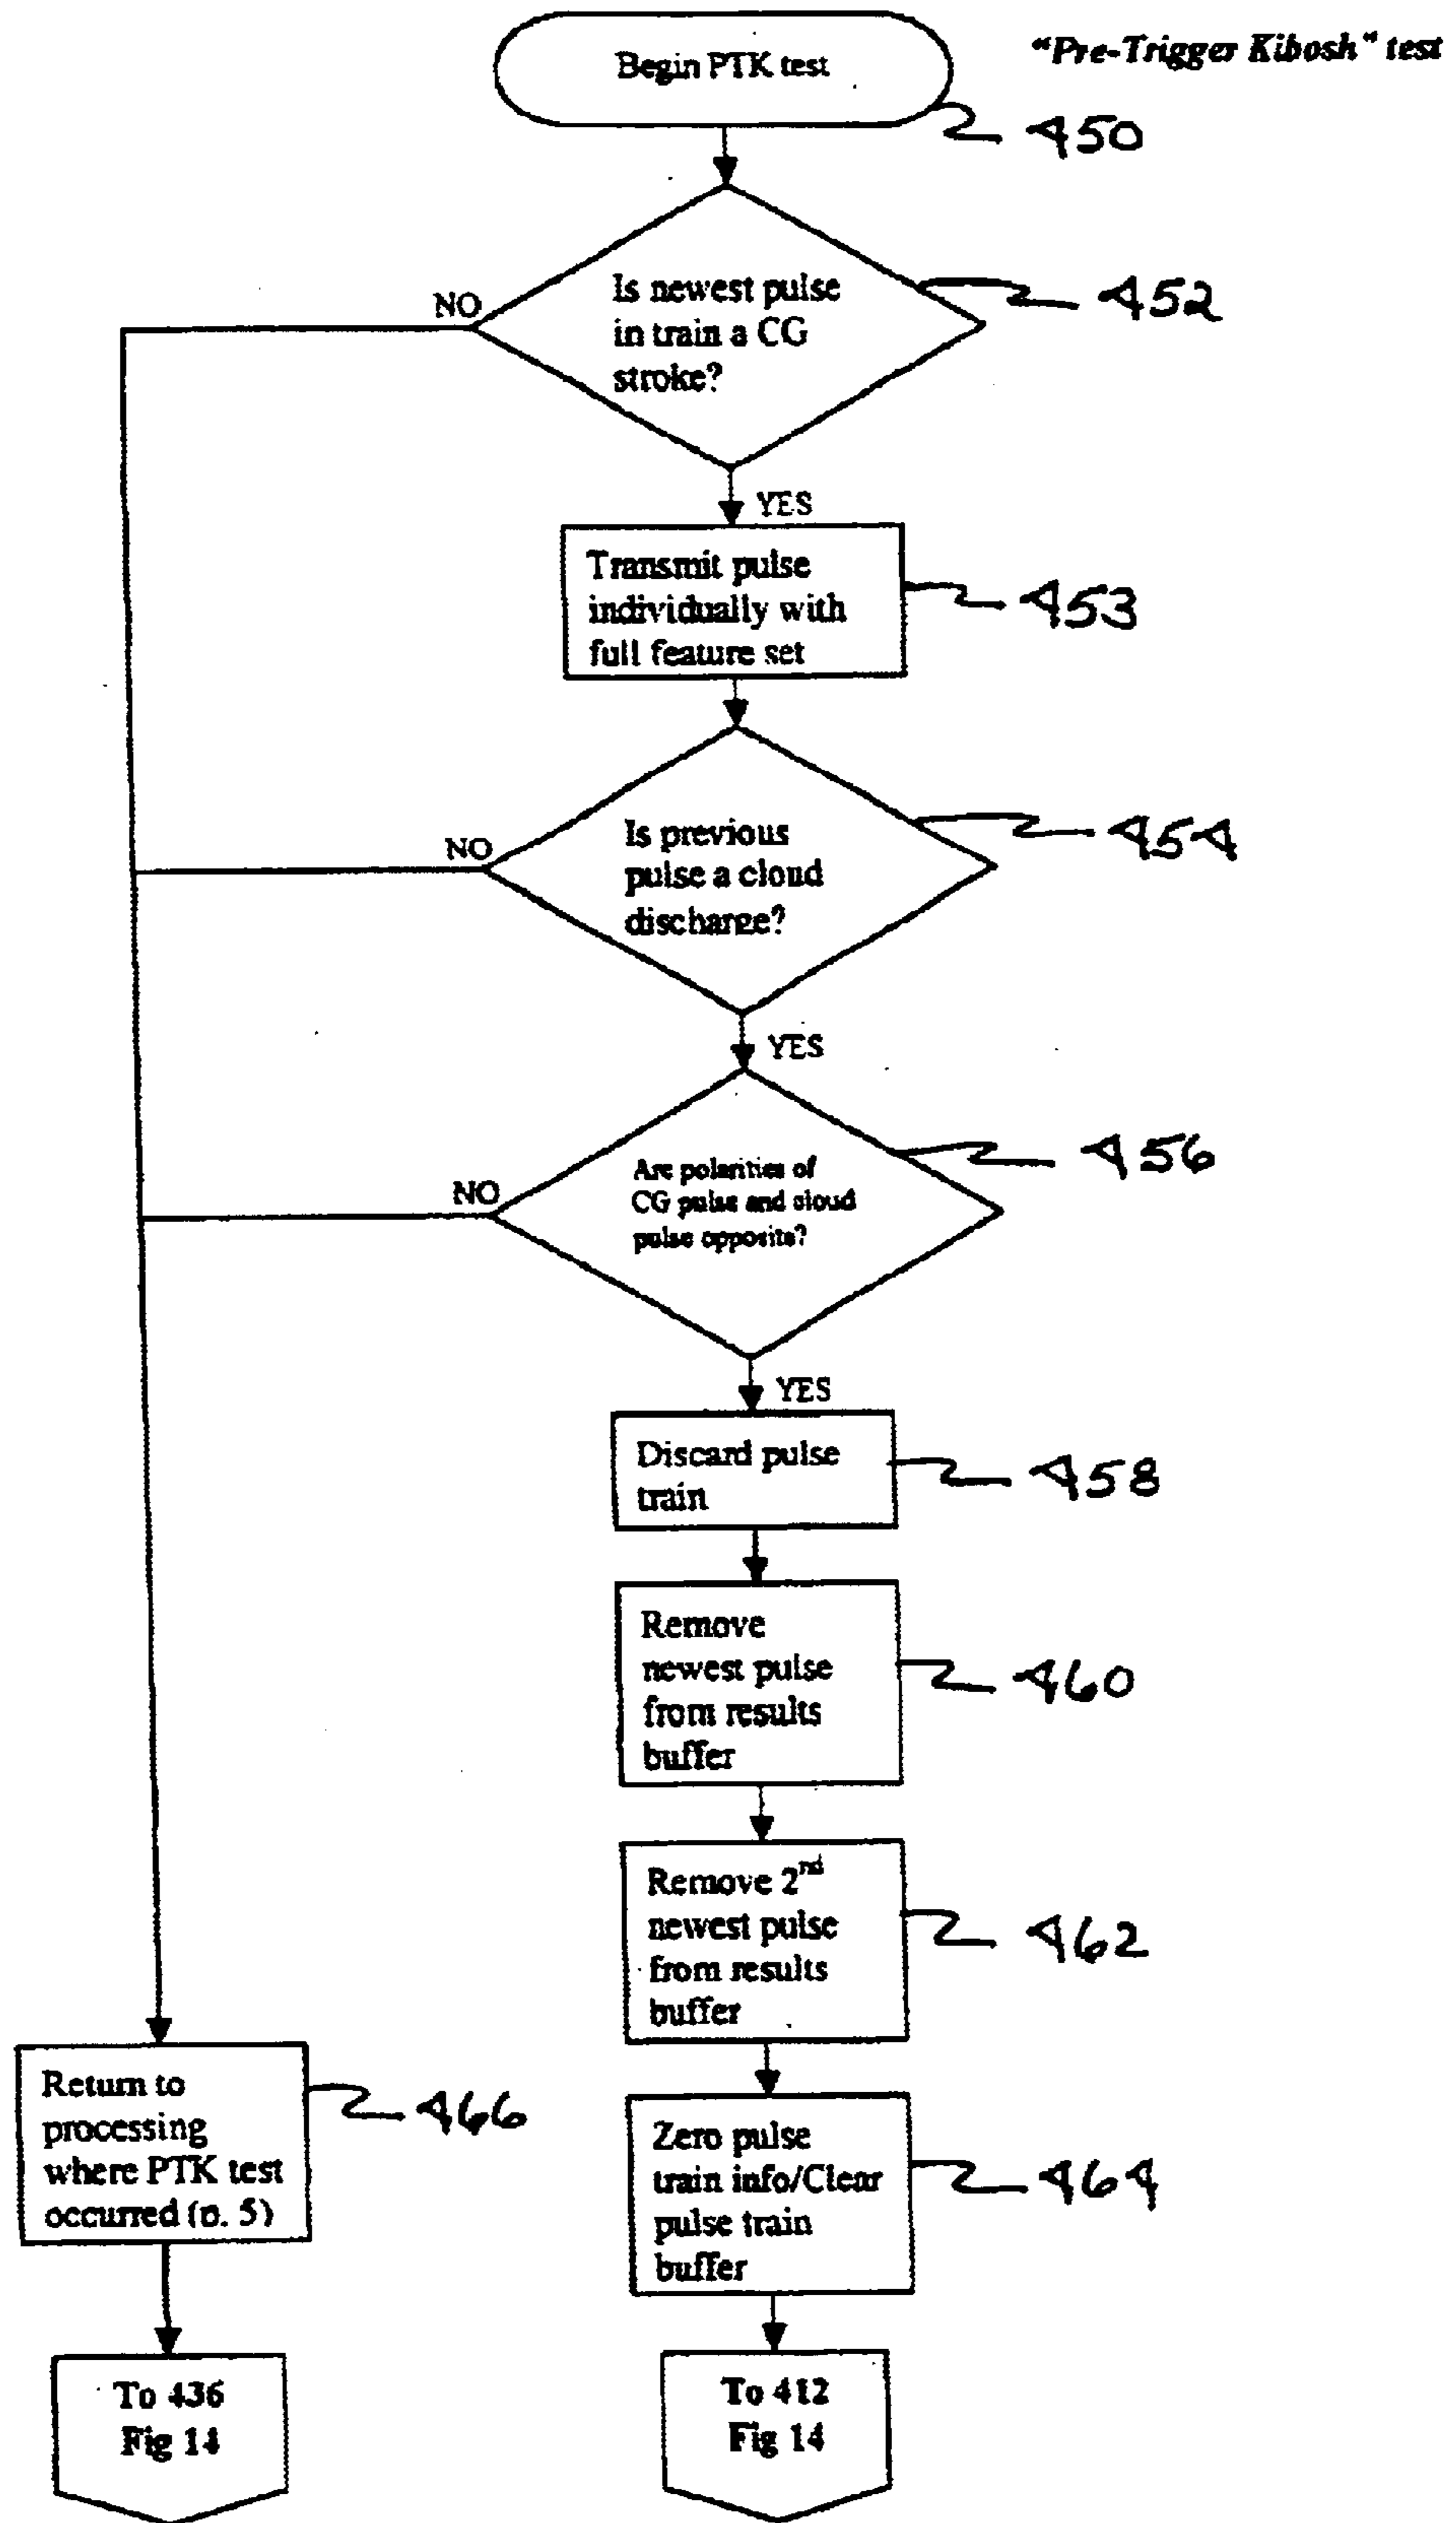 Begin PTK test
"Pre-Trigger Kibosh" test
450
Is newest pulse
in train a CG
stroke?
NO
452
YES
Transmit pulse
individually with
full feature set
453
Is previous
pulse a cloud
discharge?
NO
454
YES
Are polarities of
CG pulse and cloud
pulse opposite?
NO
456
YES
Discard pulse
train
458
Remove
newest pulse
from results
buffer
460
Remove 2nd
newest pulse
from results
buffer
462
Return to
processing
where PTK test
occurred (p. 5)
466
Zero pulse
train info/Clear
pulse train
buffer
464
To 436
Fig 14
To 412
Fig 14